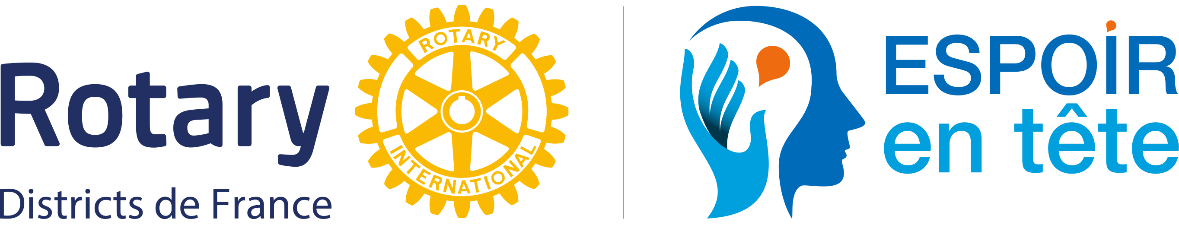 Rotary
Districts de France
ROTARY
INTERNATIONAL
ESPOIR
en tête